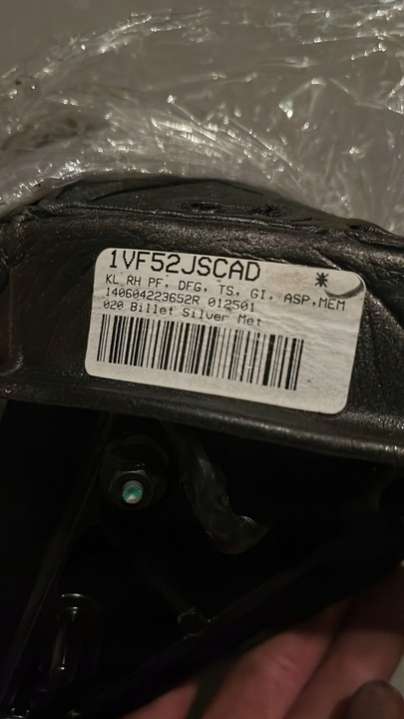 1VF52JSCAD *
KL RH PF, DFG, TS, GI, ASP,MEM
140604223652R 012501
020 Billet Silver Met